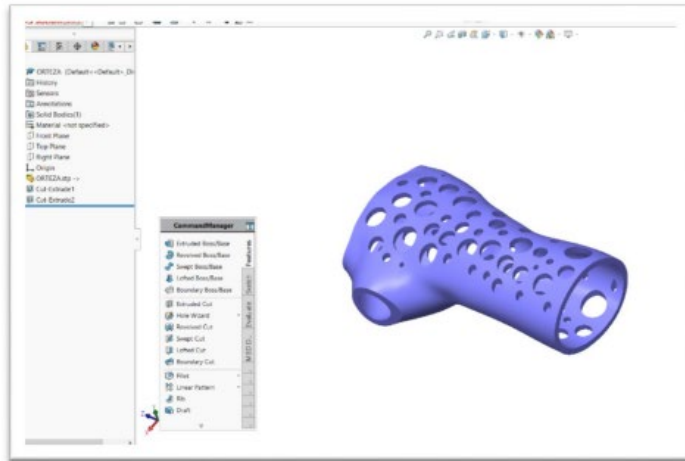 ORTEZA (Default<<Default>_Di
History
Sensors
Annotations
Solid Bodies(1)
Material <not specified>
Front Plane
Top Plane
Right Plane
Origin
ORTEZA.stp ->
Cut-Extrude1
Cut-Extrude2
CommandManager
Extruded Boss/Base
Revolved Boss/Base
Swept Boss/Base
Lofted Boss/Base
Boundary Boss/Base
Extruded Cut
Hole Wizard
Revolved Cut
Swept Cut
Lofted Cut
Boundary Cut
Fillet
Linear Pattern
Rib
Draft
Features
Sketch
Evaluate